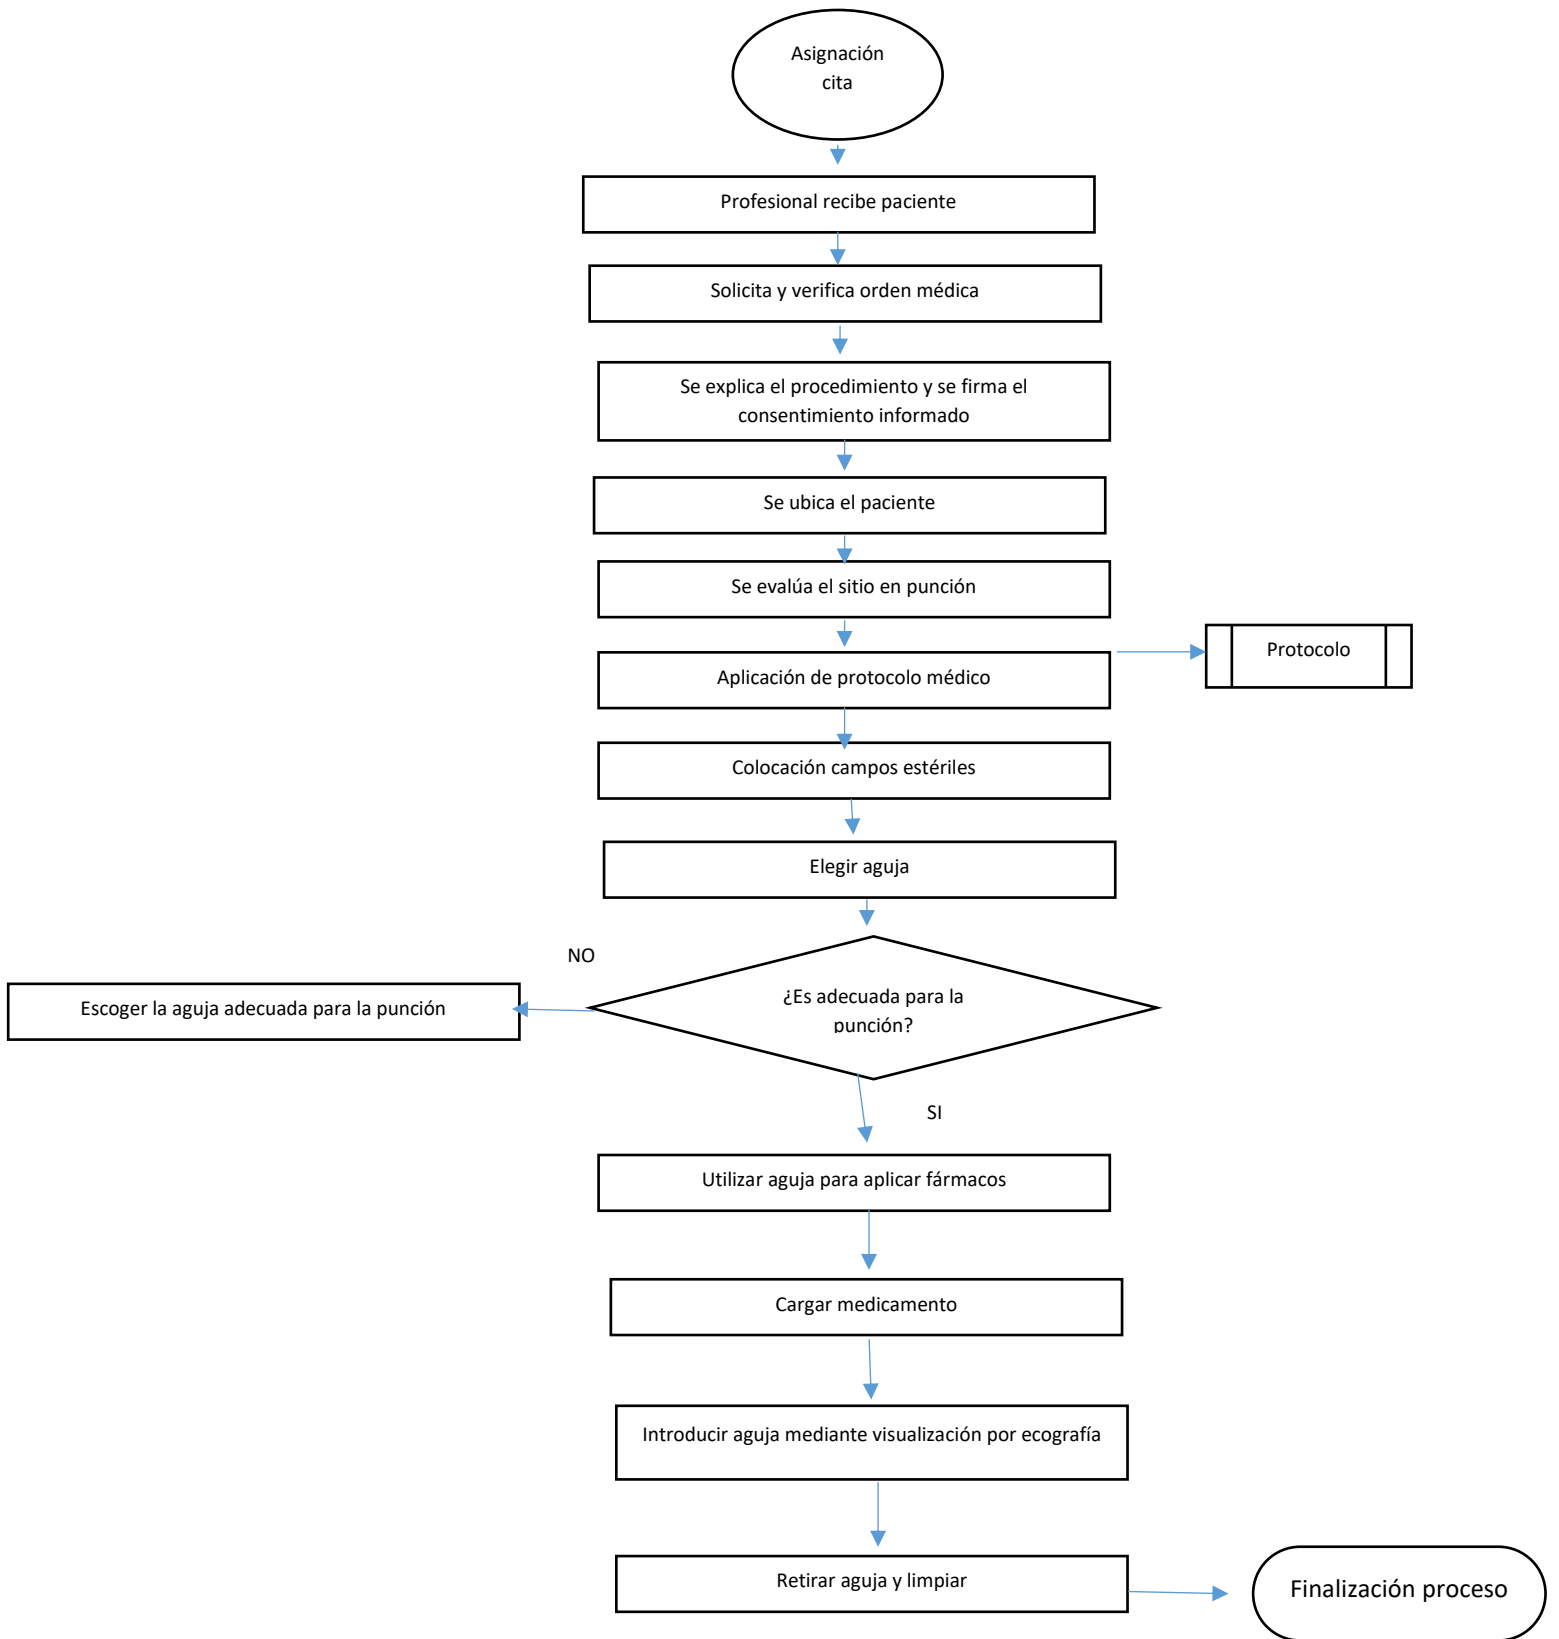 Asignación
cita
Profesional recibe paciente
Solicita y verifica orden médica
Se explica el procedimiento y se firma el
consentimiento informado
Se ubica el paciente
Se evalúa el sitio en punción
Protocolo
Aplicación de protocolo médico
Colocación campos estériles
Elegir aguja
NO
¿Es adecuada para la
punción?
Escoger la aguja adecuada para la punción
SI
Utilizar aguja para aplicar fármacos
Cargar medicamento
Introducir aguja mediante visualización por ecografía
Retirar aguja y limpiar
Finalización proceso